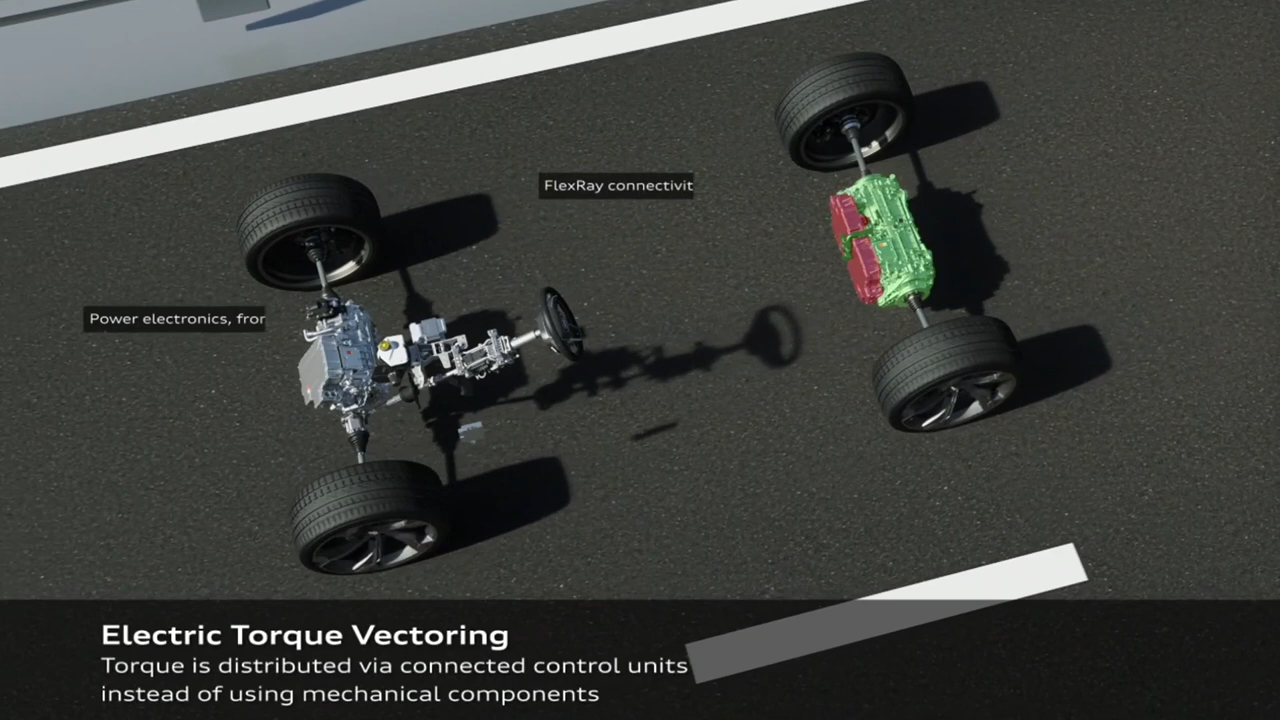 FlexRay connectivit
Power electronics, fror
Electric Torque Vectoring
Torque is distributed via connected control units
instead of using mechanical components